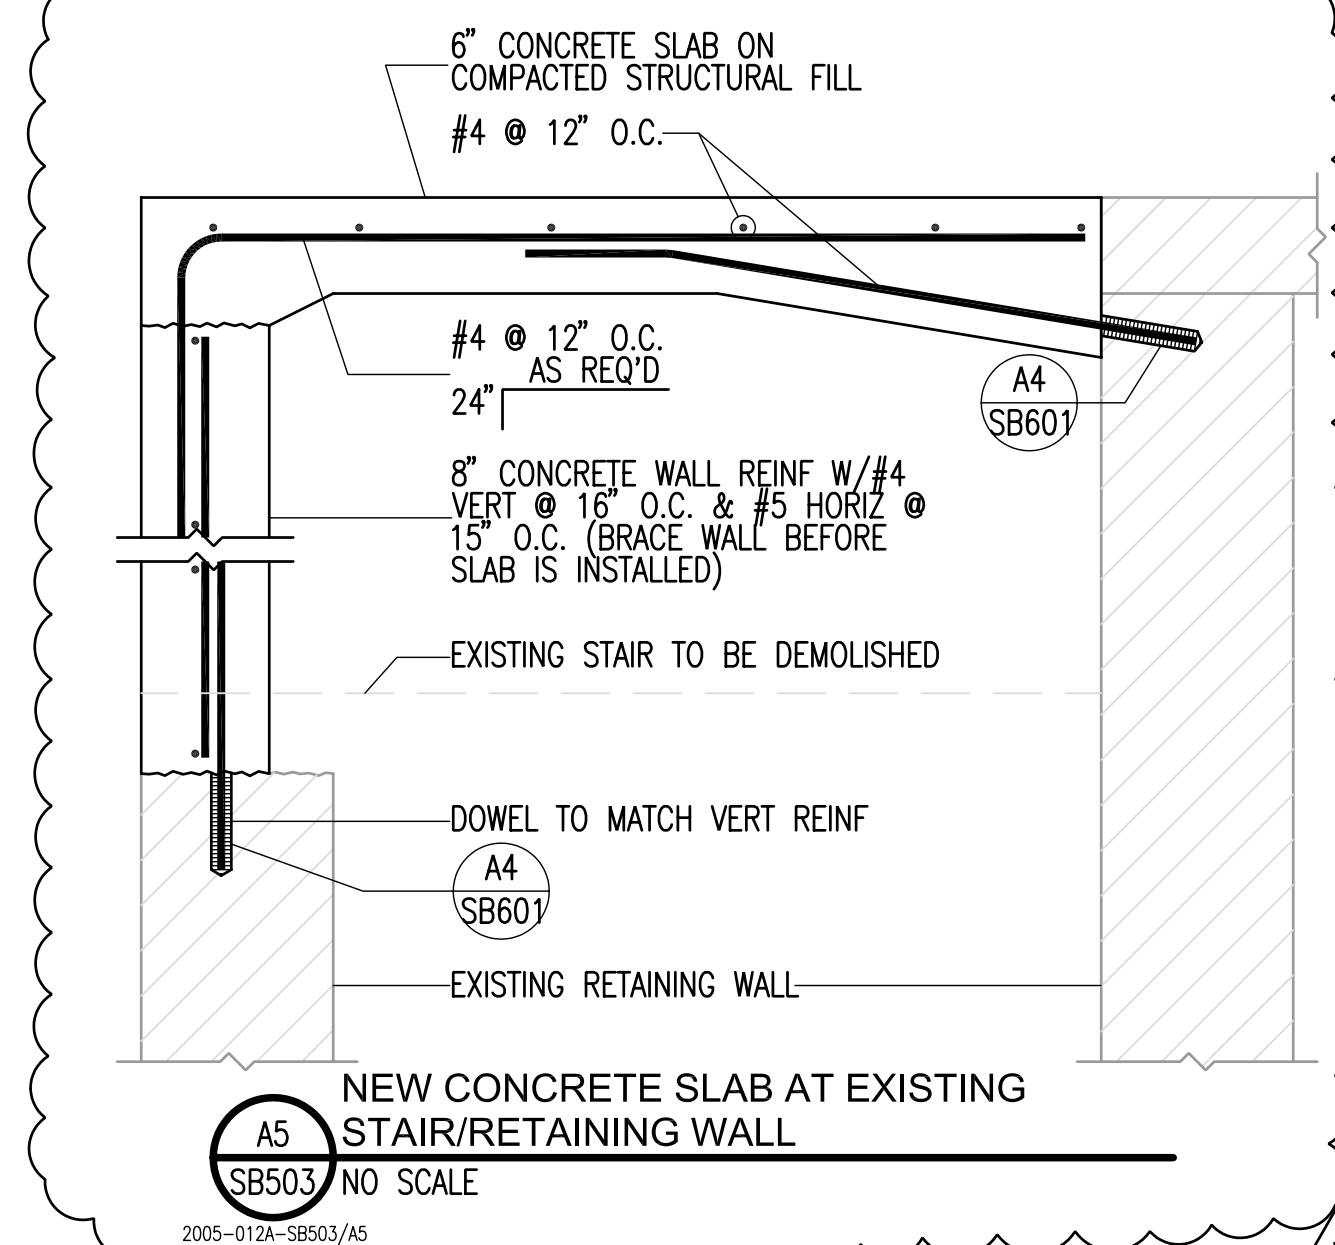 6" CONCRETE SLAB ON
COMPACTED STRUCTURAL FILL
#4 @ 12" O.C.
#4 @ 12" O.C.
AS REQ'D
24"
A4
SB601
8" CONCRETE WALL REINF W/#4
VERT @ 16" O.C. & #5 HORIZ @
15" O.C. (BRACE WALL BEFORE
SLAB IS INSTALLED)
EXISTING STAIR TO BE DEMOLISHED
DOWEL TO MATCH VERT REINF
A4
SB601
EXISTING RETAINING WALL
NEW CONCRETE SLAB AT EXISTING
STAIR/RETAINING WALL
A5
SB503
NO SCALE
2005-012A-SB503/A5